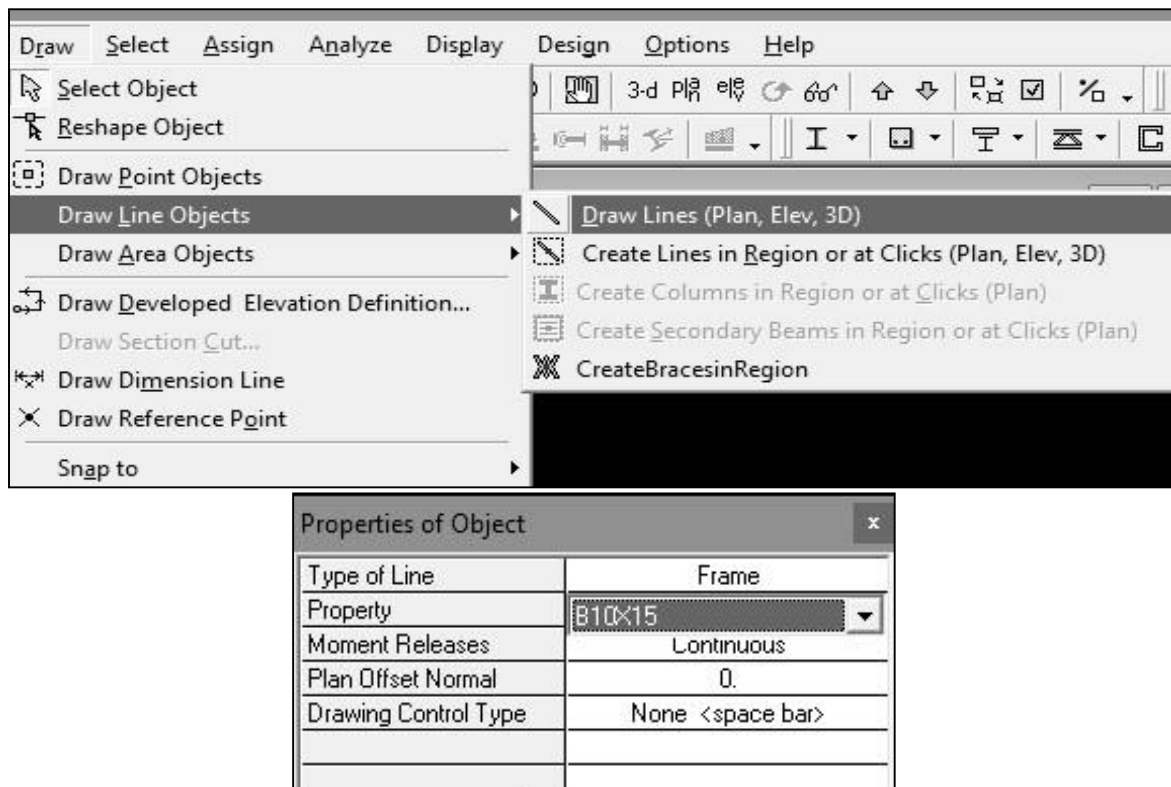 Draw Select Assign Analyze Display Design Options Help
Select Object
3-d
Reshape Object
Draw Point Objects
Draw Line Objects
Draw Lines (Plan, Elev, 3D)
Draw Area Objects
Create Lines in Region or at Clicks (Plan, Elev, 3D)
Create Columns in Region or at Clicks (Plan)
Draw Developed Elevation Definition...
Create Secondary Beams in Region or at Clicks (Plan)
Draw Section Cut...
CreateBracesinRegion
Draw Dimension Line
Draw Reference Point
Snap to
Properties of Object
Type of Line Frame
Property B10X15
Moment Releases Continuous
Plan Offset Normal 0.
Drawing Control Type None <space bar>